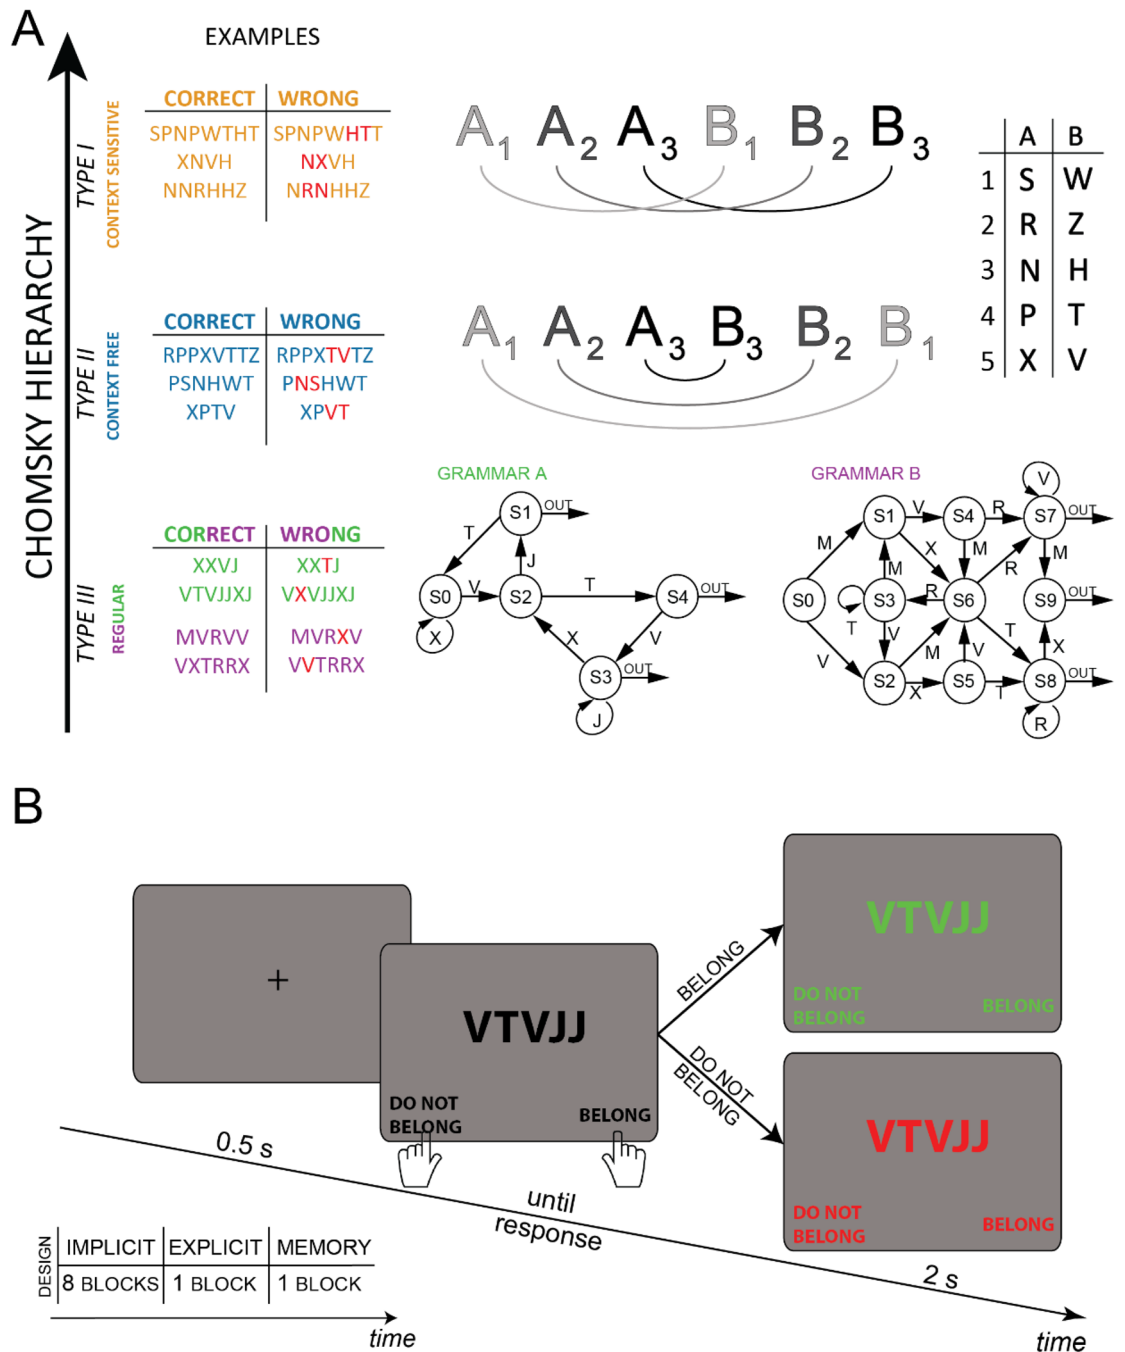 A
EXAMPLES
CHOMSKY HIERARCHY
TYPE I
CONTEXT SENSITIVE
CORRECT WRONG
SPNPWTHT SPNPWHTT
XNVH NXVH
NNRHHZ NRNHHZ
A1 A2 A3 B1 B2 B3
A B
1 S W
2 R Z
3 N H
4 P T
5 X V
TYPE II
CONTEXT FREE
CORRECT WRONG
RPPXVTTZ RPPXTVTZ
PSNHWT PNSHWT
XPTV XPVT
A1 A2 A3 B3 B2 B1
TYPE III
REGULAR
CORRECT WRONG
XXVJ XXTJ
VTVJJXJ VXVJJXJ
MVRVV MVRXV
VXTRRX VVTRRX
GRAMMAR A
S1 OUT
T J
S0 V S2 T S4 OUT
X X V
S3 OUT
J
GRAMMAR B
V
S1 V S4 R S7 OUT
M X M R M
S0 M
S3 R S6 S9
T V M V T X
S2 X S5 T S8 OUT
R
B
+
VTVJJ
DO NOT
BELONG
BELONG
BELONG
DO NOT
BELONG
VTVJJ
DO NOT
BELONG
BELONG
VTVJJ
DO NOT
BELONG
BELONG
0.5 s
until
response
2 s
time
DESIGN
IMPLICIT EXPLICIT MEMORY
8 BLOCKS 1 BLOCK 1 BLOCK
time